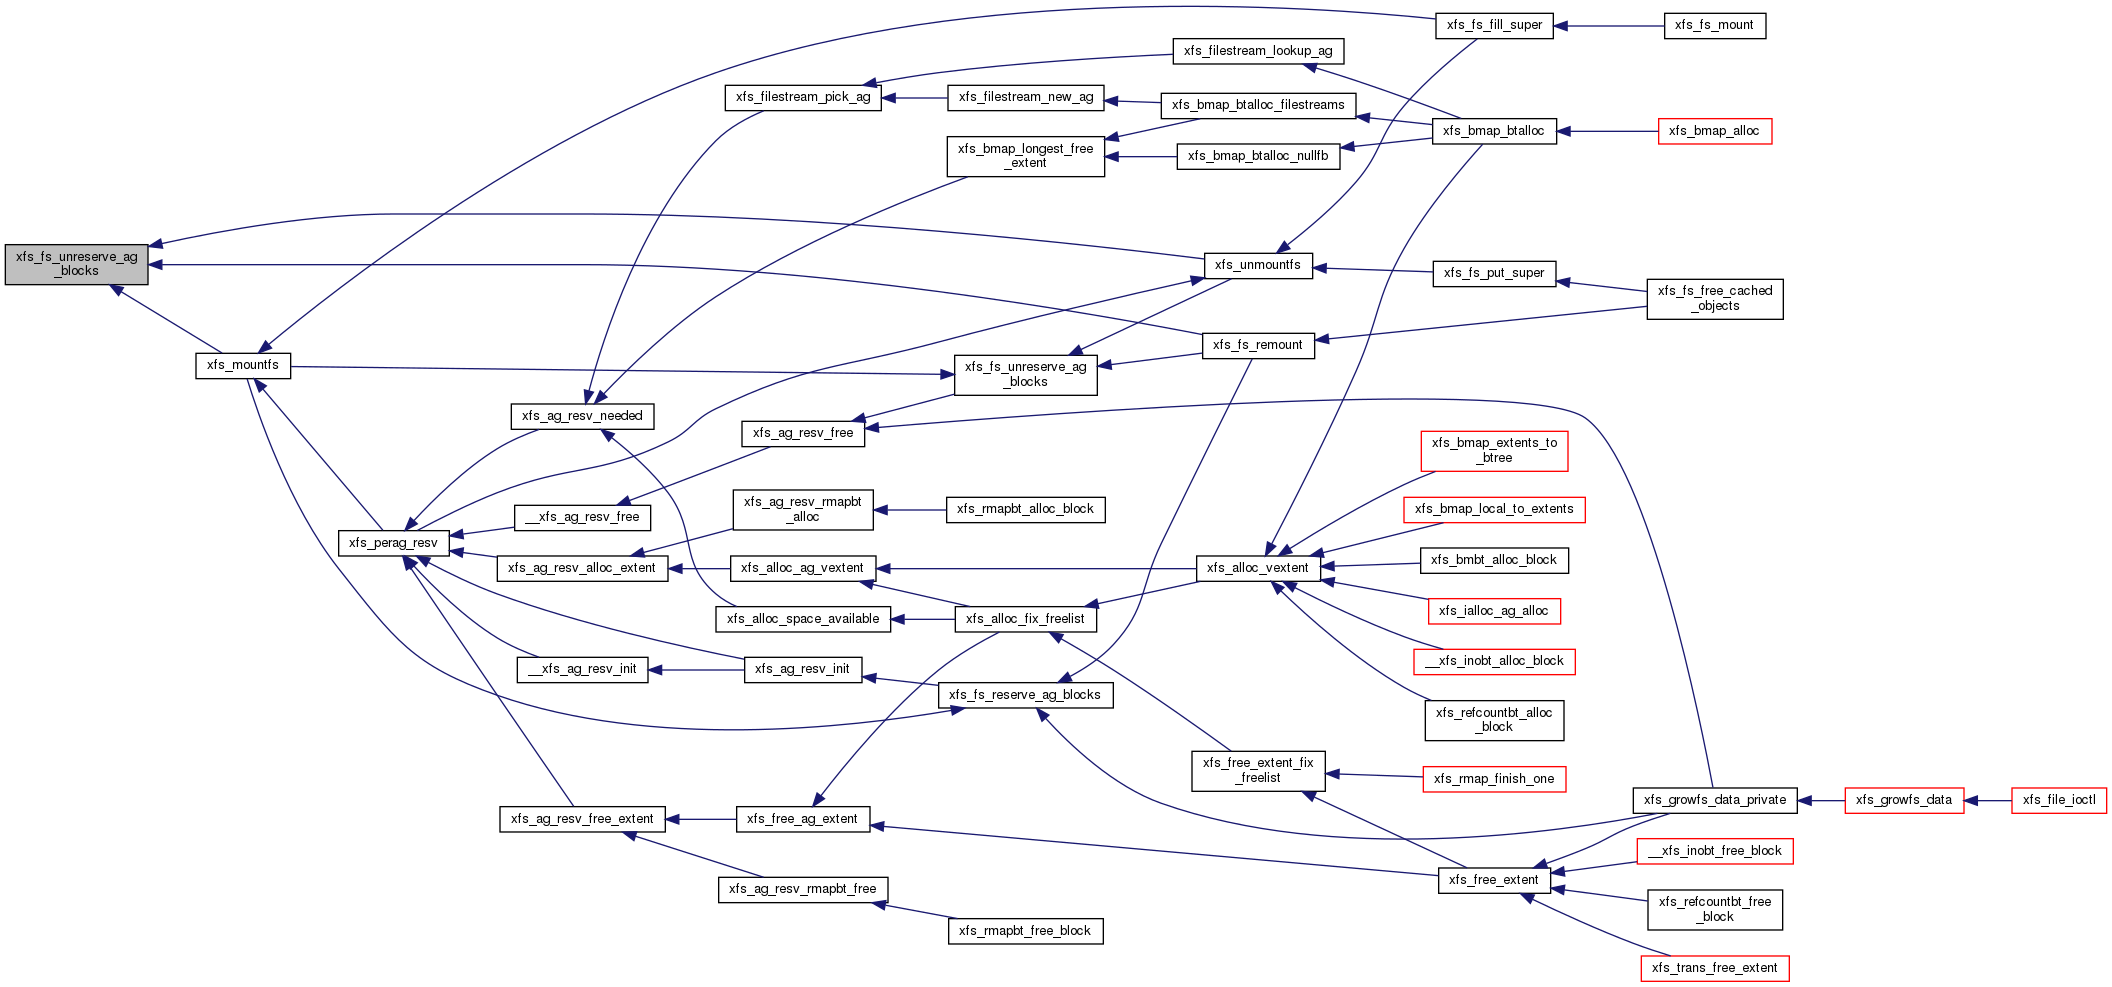 xfs_fs_fill_super
xfs_fs_mount
xfs_filestream_lookup_ag
xfs_filestream_pick_ag
xfs_filestream_new_ag
xfs_bmap_btalloc_filestreams
xfs_bmap_btalloc
xfs_bmap_alloc
xfs_bmap_longest_free
_extent
xfs_bmap_btalloc_nullfb
xfs_fs_unreserve_ag
_blocks
xfs_unmountfs
xfs_fs_put_super
xfs_fs_free_cached
_objects
xfs_mountfs
xfs_fs_remount
xfs_fs_unreserve_ag
_blocks
xfs_ag_resv_needed
xfs_ag_resv_free
xfs_bmap_extents_to
_btree
xfs_ag_resv_rmapbt
_alloc
xfs_rmapbt_alloc_block
xfs_bmap_local_to_extents
__xfs_ag_resv_free
xfs_perag_resv
xfs_ag_resv_alloc_extent
xfs_alloc_ag_vextent
xfs_alloc_vextent
xfs_bmbt_alloc_block
xfs_ialloc_ag_alloc
xfs_alloc_space_available
xfs_alloc_fix_freelist
__xfs_inobt_alloc_block
__xfs_ag_resv_init
xfs_ag_resv_init
xfs_fs_reserve_ag_blocks
xfs_refcountbt_alloc
_block
xfs_free_extent_fix
_freelist
xfs_rmap_finish_one
xfs_growfs_data_private
xfs_growfs_data
xfs_file_ioctl
xfs_ag_resv_free_extent
xfs_free_ag_extent
__xfs_inobt_free_block
xfs_free_extent
xfs_ag_resv_rmapbt_free
xfs_refcountbt_free
_block
xfs_rmapbt_free_block
xfs_trans_free_extent